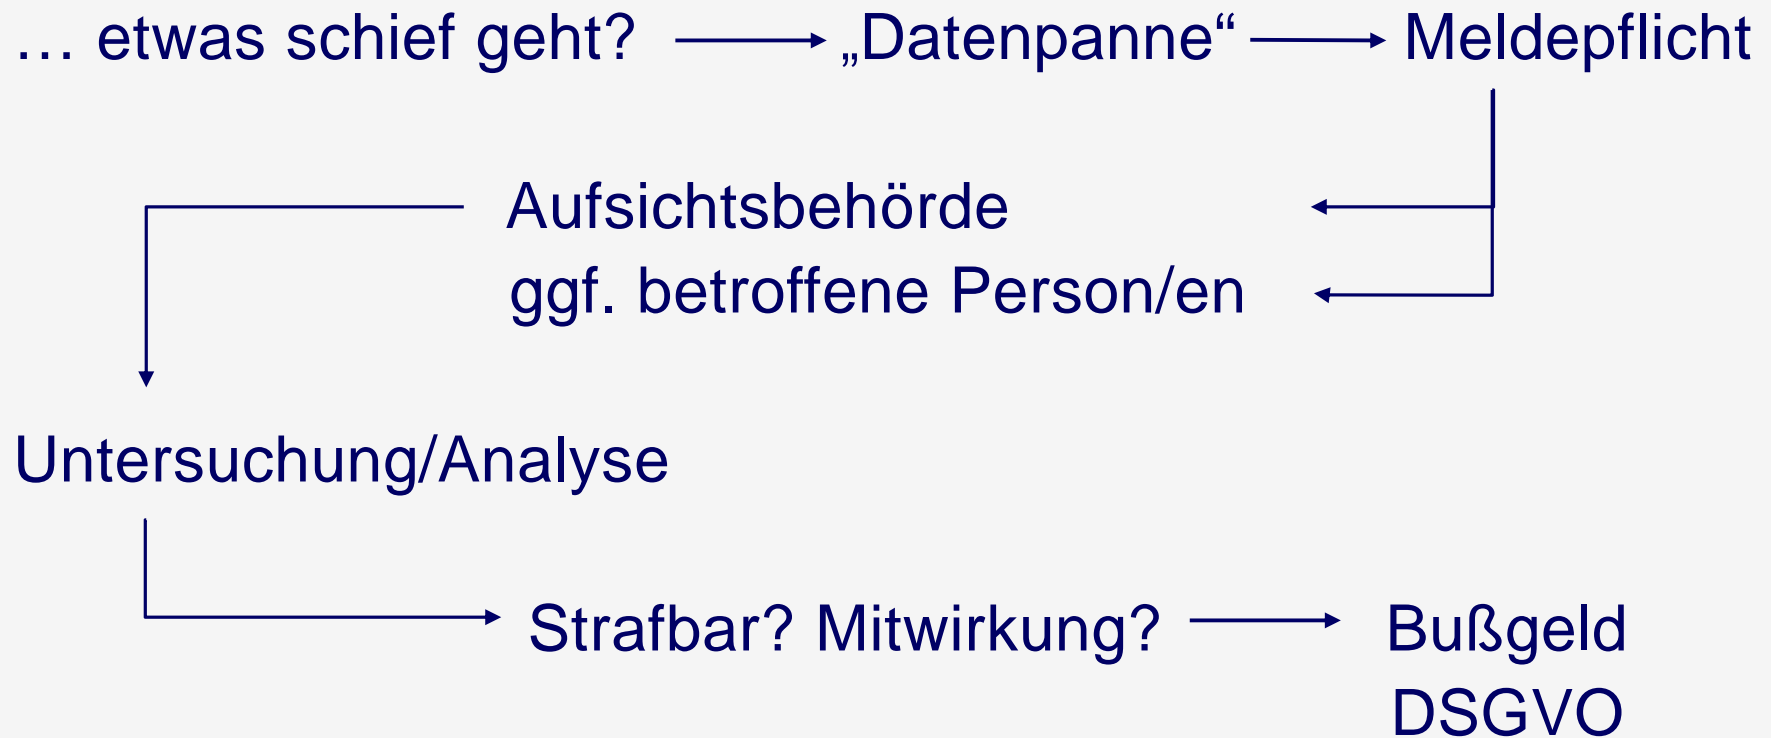 … etwas schief geht? „Datenpanne“ Meldepflicht
Aufsichtsbehörde
ggf. betroffene Person/en
Untersuchung/Analyse
Strafbar? Mitwirkung? Bußgeld
DSGVO